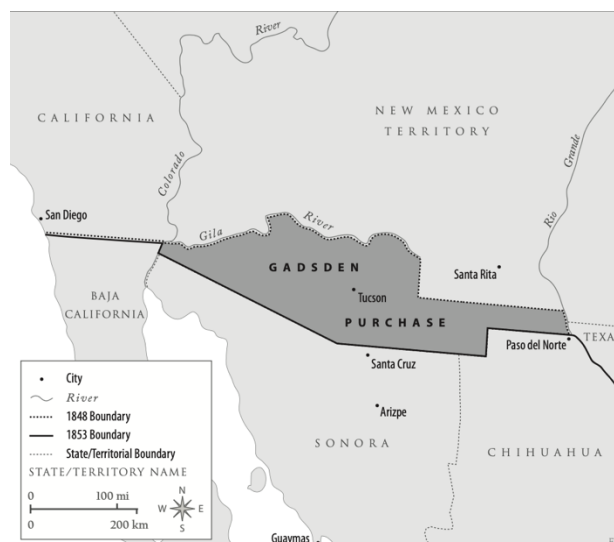 River
CALIFORNIA
NEW MEXICO
TERRITORY
Colorado
Grande
Rio
San Diego
Gila
River
GADSDEN
Santa Rita
Tucson
BAJA
CALIFORNIA
PURCHASE
TEXA
Paso del Norte
Santa Cruz
City
River
1848 Boundary
1853 Boundary
State/Territorial Boundary
STATE/TERRITORY NAME
Arizpe
SONORA
CHIHUAHUA
0 100 mi
0 200 km
N
W E
S
Guaymas